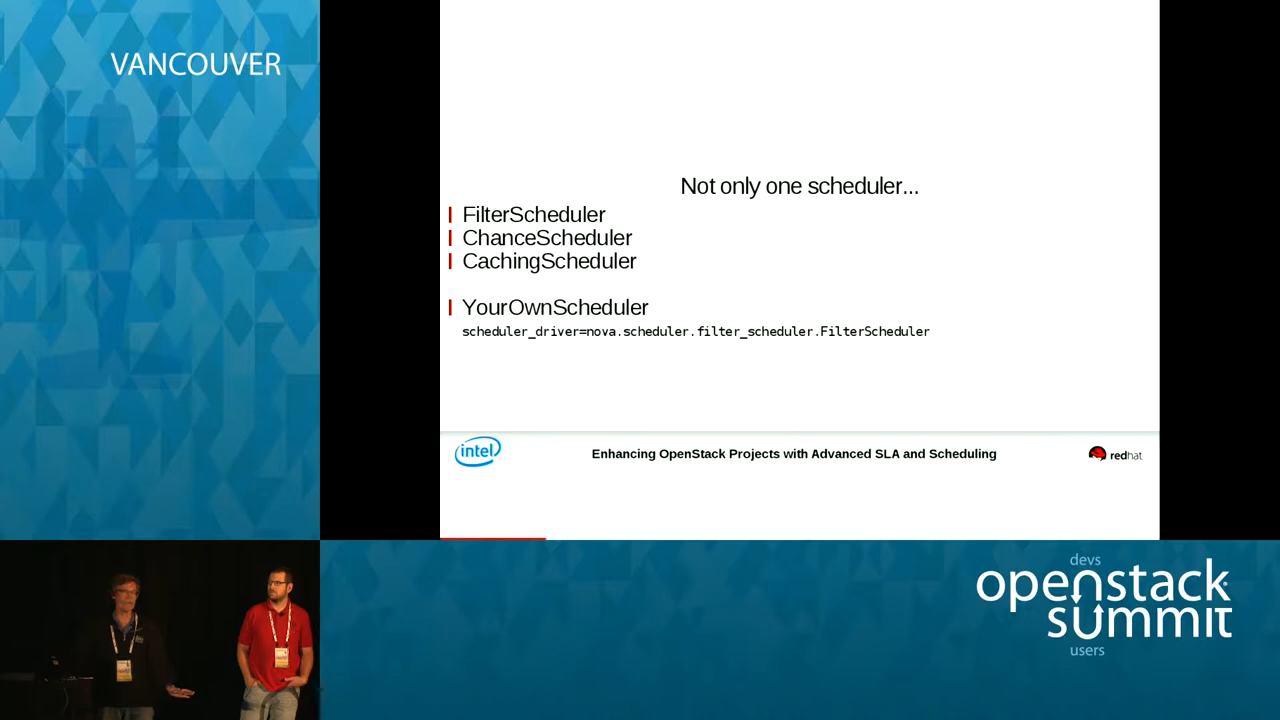 VANCOUVER
Not only one scheduler...
FilterScheduler
ChanceScheduler
CachingScheduler
YourOwnScheduler
scheduler_driver=nova.scheduler.filter_scheduler.FilterScheduler
intel
Enhancing OpenStack Projects with Advanced SLA and Scheduling
redhat
devs
openstack
summit
users